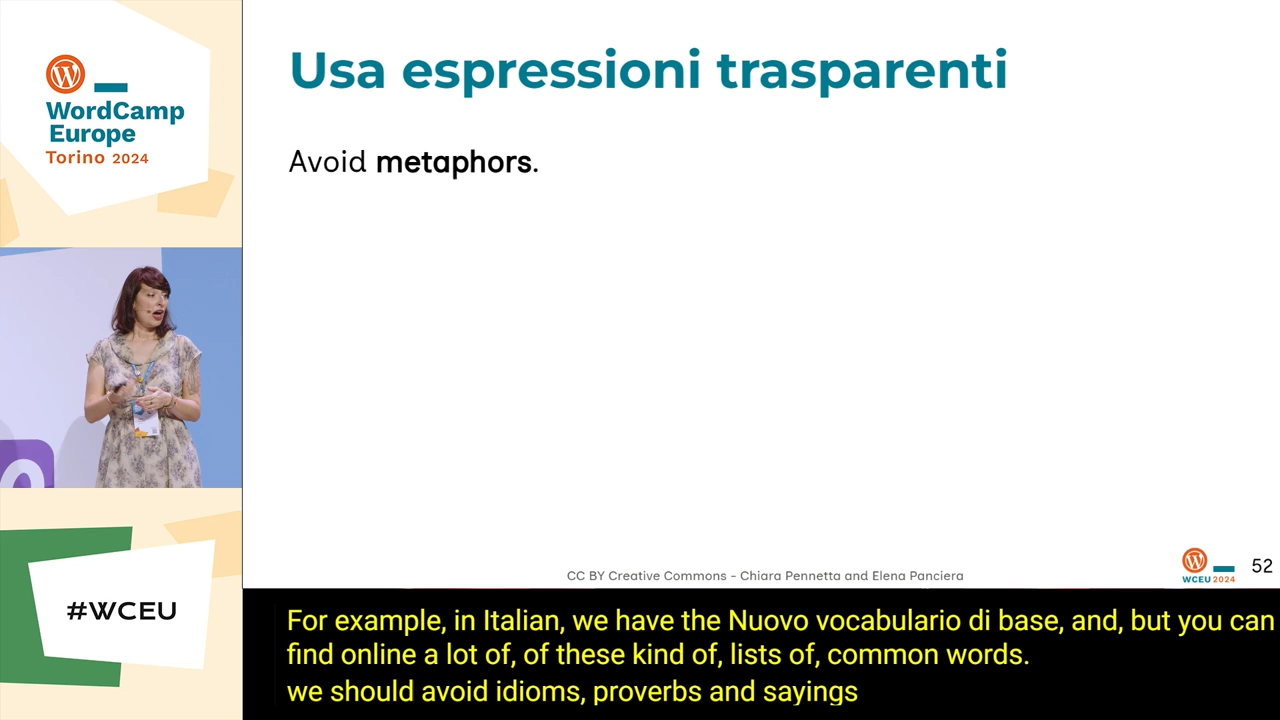 WordCamp
Europe
Torino 2024
Usa espressioni trasparenti
Avoid metaphors.
#WCEU
CC BY Creative Commons - Chiara Pennetta and Elena Panciera
WCEU 2024
52
For example, in Italian, we have the Nuovo vocabulario di base, and, but you can
find online a lot of, of these kind of, lists of, common words.
we should avoid idioms, proverbs and sayings